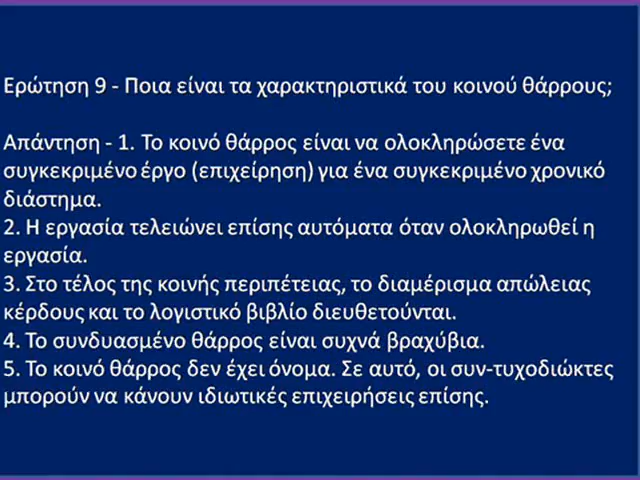 Ερώτηση 9 - Ποια είναι τα χαρακτηριστικά του κοινού θάρρους;
Απάντηση - 1. Το κοινό θάρρος είναι να ολοκληρώσετε ένα
συγκεκριμένο έργο (επιχείρηση) για ένα συγκεκριμένο χρονικό
διάστημα.
2. Η εργασία τελειώνει επίσης αυτόματα όταν ολοκληρωθεί η
εργασία.
3. Στο τέλος της κοινής περιπέτειας, το διαμέρισμα απώλειας
κέρδους και το λογιστικό βιβλίο διευθετούνται.
4. Το συνδυασμένο θάρρος είναι συχνά βραχύβια.
5. Το κοινό θάρρος δεν έχει όνομα. Σε αυτό, οι συν-τυχοδιώκτες
μπορούν να κάνουν ιδιωτικές επιχειρήσεις επίσης.